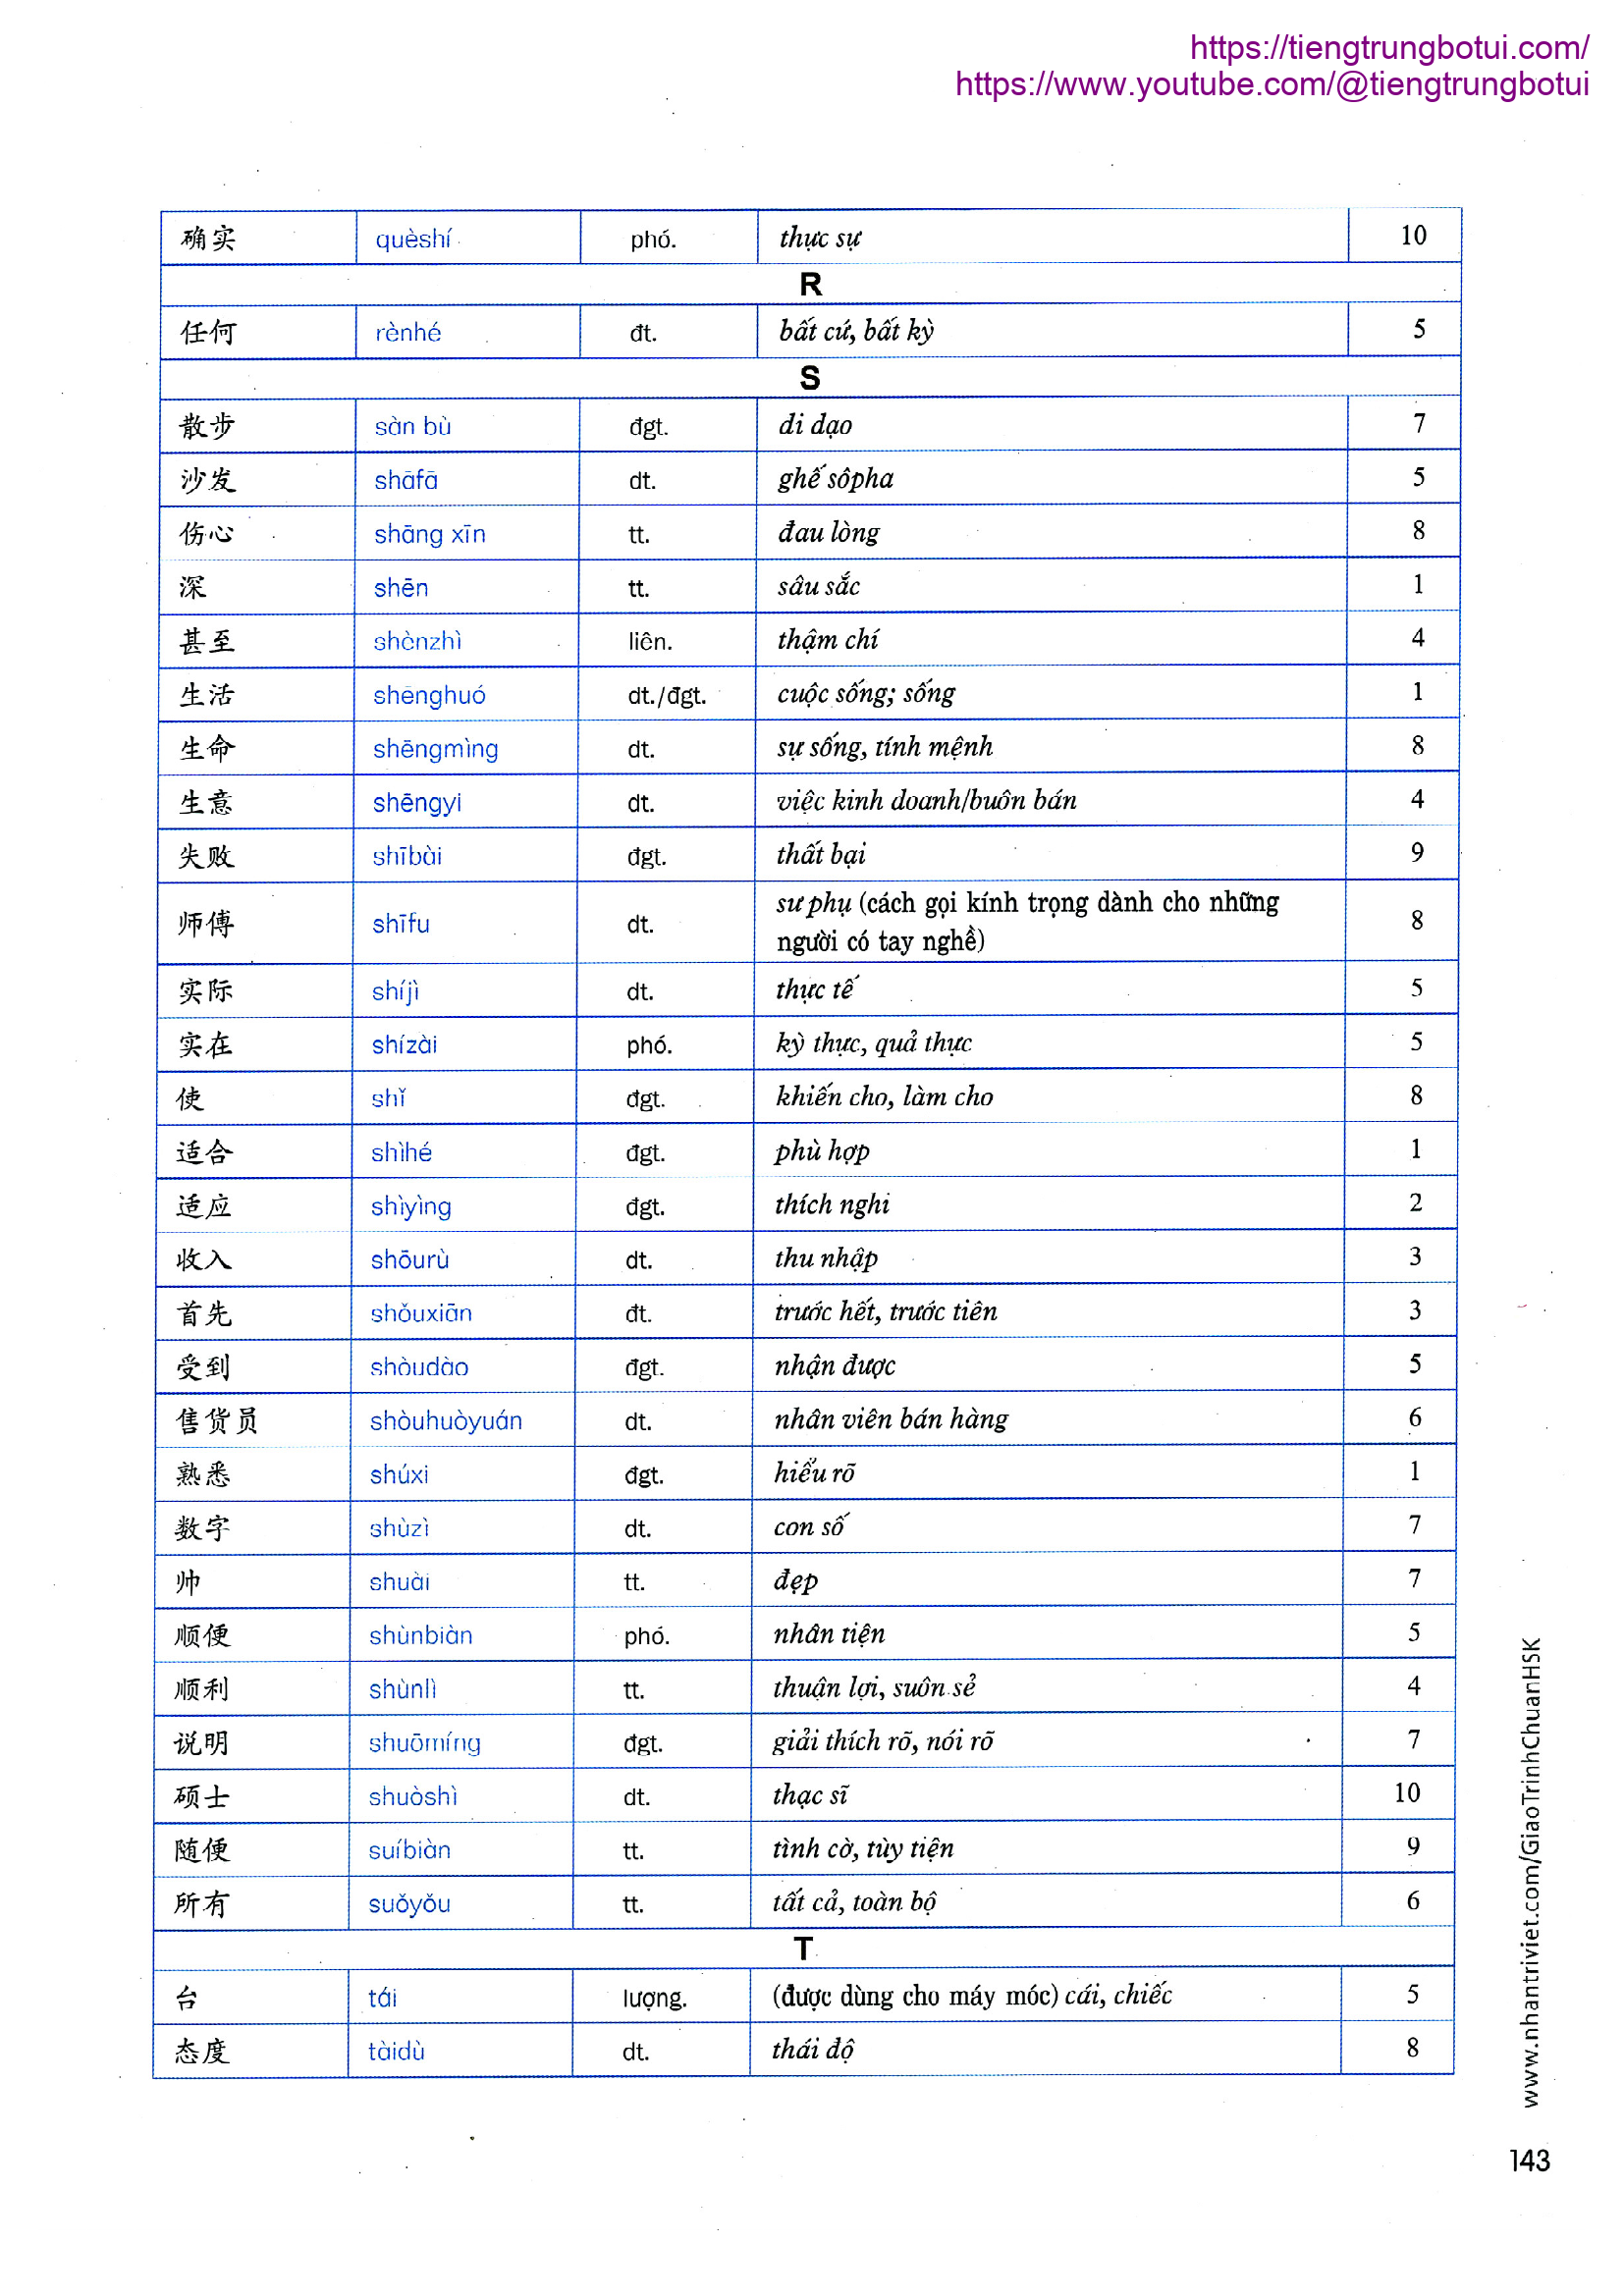 https://tiengtrungbotui.com/
https://www.youtube.com/@tiengtrungbotui
确实 quèshí phó. thực sự 10
R
任何 rènhé đt. bất cứ, bất kỳ 5
S
散步 sàn bù đgt. di dạo 7
沙发 shāfā dt. ghế sôpha 5
伤心 shāng xīn tt. đau lòng 8
深 shēn tt. sâu sắc 1
甚至 shènzhì liên. thậm chí 4
生活 shēnghuó dt./đgt. cuộc sống; sống 1
生命 shēngmìng dt. sự sống, tính mệnh 8
生意 shēngyi dt. việc kinh doanh/buôn bán 4
失败 shībài đgt. thất bại 9
师傅 shīfu dt. sư phụ (cách gọi kính trọng dành cho những
người có tay nghề) 8
实际 shíjì dt. thực tế 5
实在 shízài phó. kỳ thực, quả thực 5
使 shǐ đgt. khiến cho, làm cho 8
适合 shìhé đgt. phù hợp 1
适应 shìyìng đgt. thích nghi 2
收入 shōurù dt. thu nhập 3
首先 shǒuxiān đt. trước hết, trước tiên 3
受到 shòudào đgt. nhận được 5
售货员 shòuhuòyuán dt. nhân viên bán hàng 6
熟悉 shúxi đgt. hiểu rõ 1
数字 shùzì dt. con số 7
帅 shuài tt. đẹp 7
顺便 shùnbiàn phó. nhân tiện 5
顺利 shùnlì tt. thuận lợi, suôn sẻ 4
说明 shuōmíng đgt. giải thích rõ, nói rõ 7
硕士 shuòshì dt. thạc sĩ 10
随便 suíbiàn tt. tình cờ, tùy tiện 9
所有 suǒyǒu tt. tất cả, toàn bộ 6
T
台 tái lượng. (được dùng cho máy móc) cái, chiếc 5
态度 tàidù dt. thái độ 8
www.nhantriviet.com/GiaoTrinhChuanHSK
143